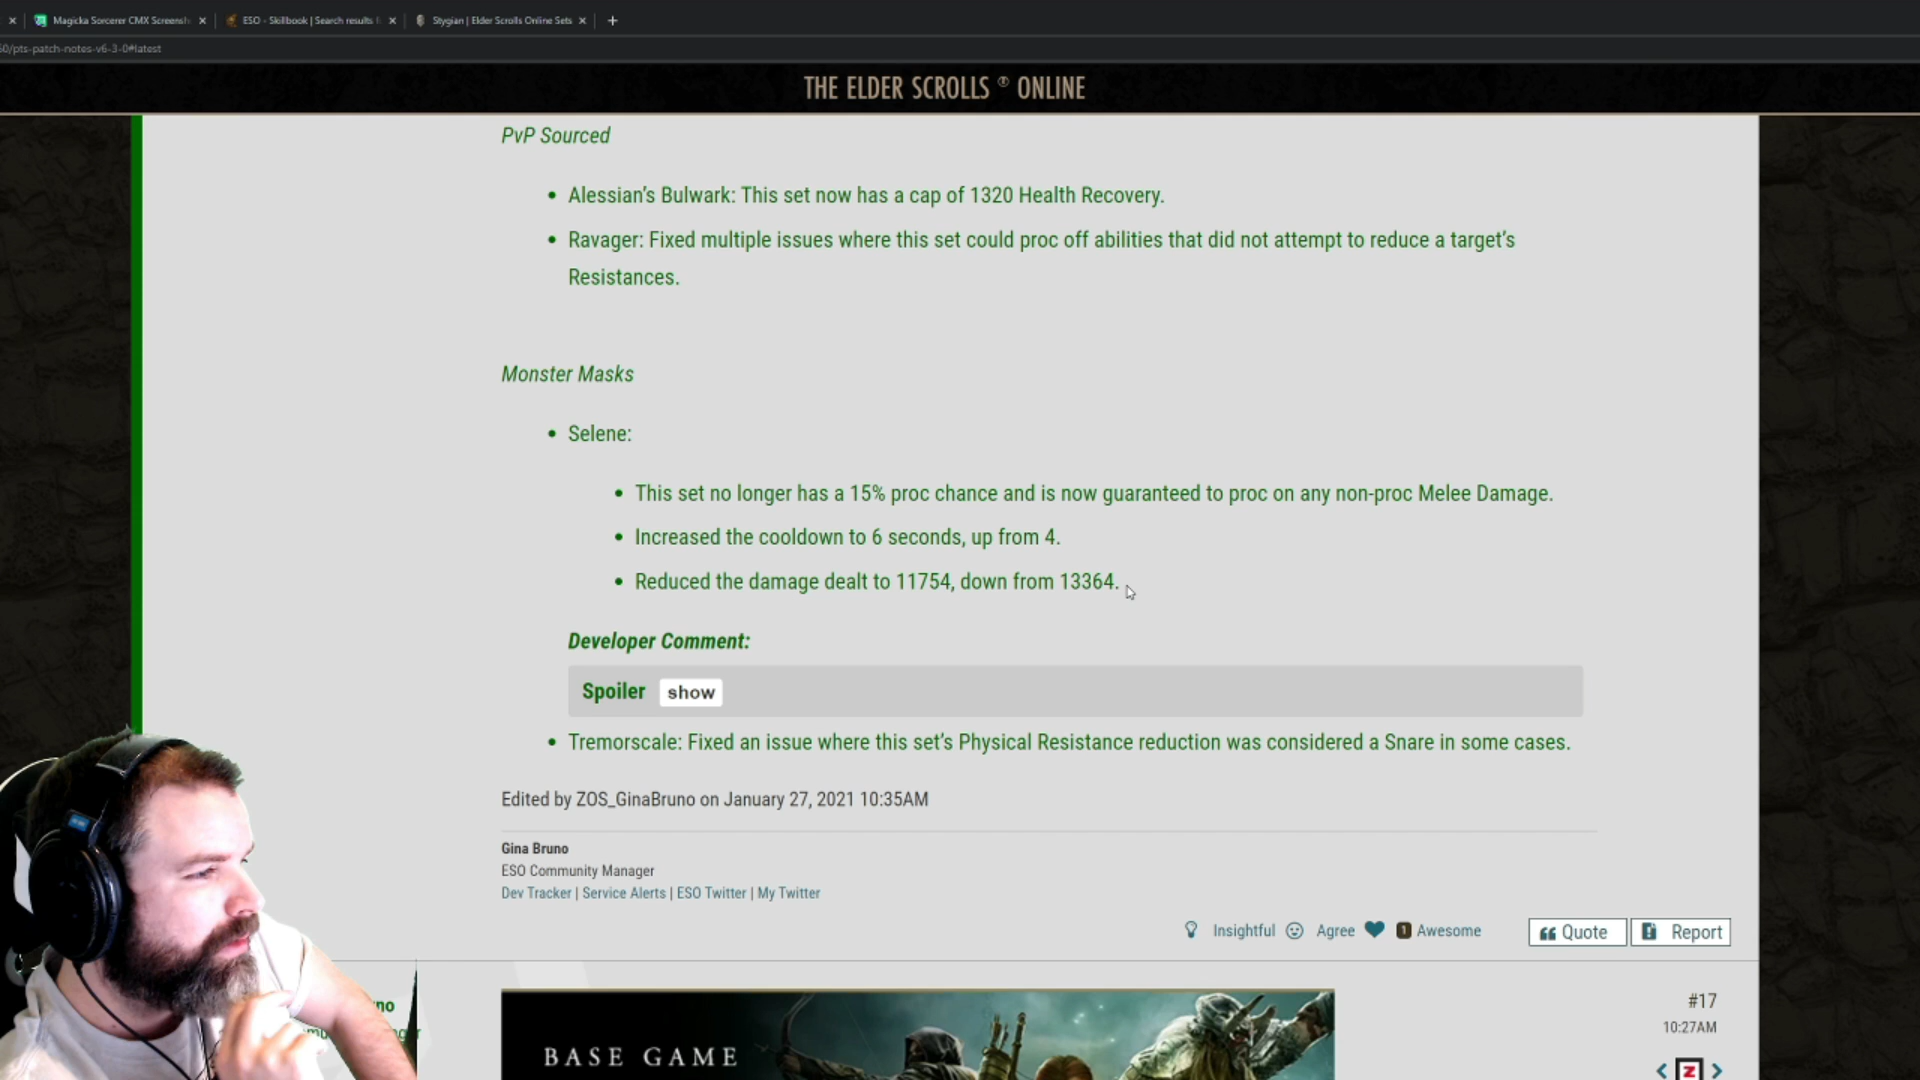 Magicka Sorcerer CMX Screensh
ESO - Skillbook | Search results
Stygian | Elder Scrolls Online Sets
0/pts-patch-notes-v6-3-0#latest
THE ELDER SCROLLS ® ONLINE
PvP Sourced
• Alessian’s Bulwark: This set now has a cap of 1320 Health Recovery.
• Ravager: Fixed multiple issues where this set could proc off abilities that did not attempt to reduce a target’s
Resistances.
Monster Masks
• Selene:
• This set no longer has a 15% proc chance and is now guaranteed to proc on any non-proc Melee Damage.
• Increased the cooldown to 6 seconds, up from 4.
• Reduced the damage dealt to 11754, down from 13364.
Developer Comment:
Spoiler show
• Tremorscale: Fixed an issue where this set’s Physical Resistance reduction was considered a Snare in some cases.
Edited by ZOS_GinaBruno on January 27, 2021 10:35AM
Gina Bruno
ESO Community Manager
Dev Tracker | Service Alerts | ESO Twitter | My Twitter
Insightful Agree 1 Awesome Quote Report
#17
no
10:27AM
BASE GAME
Z